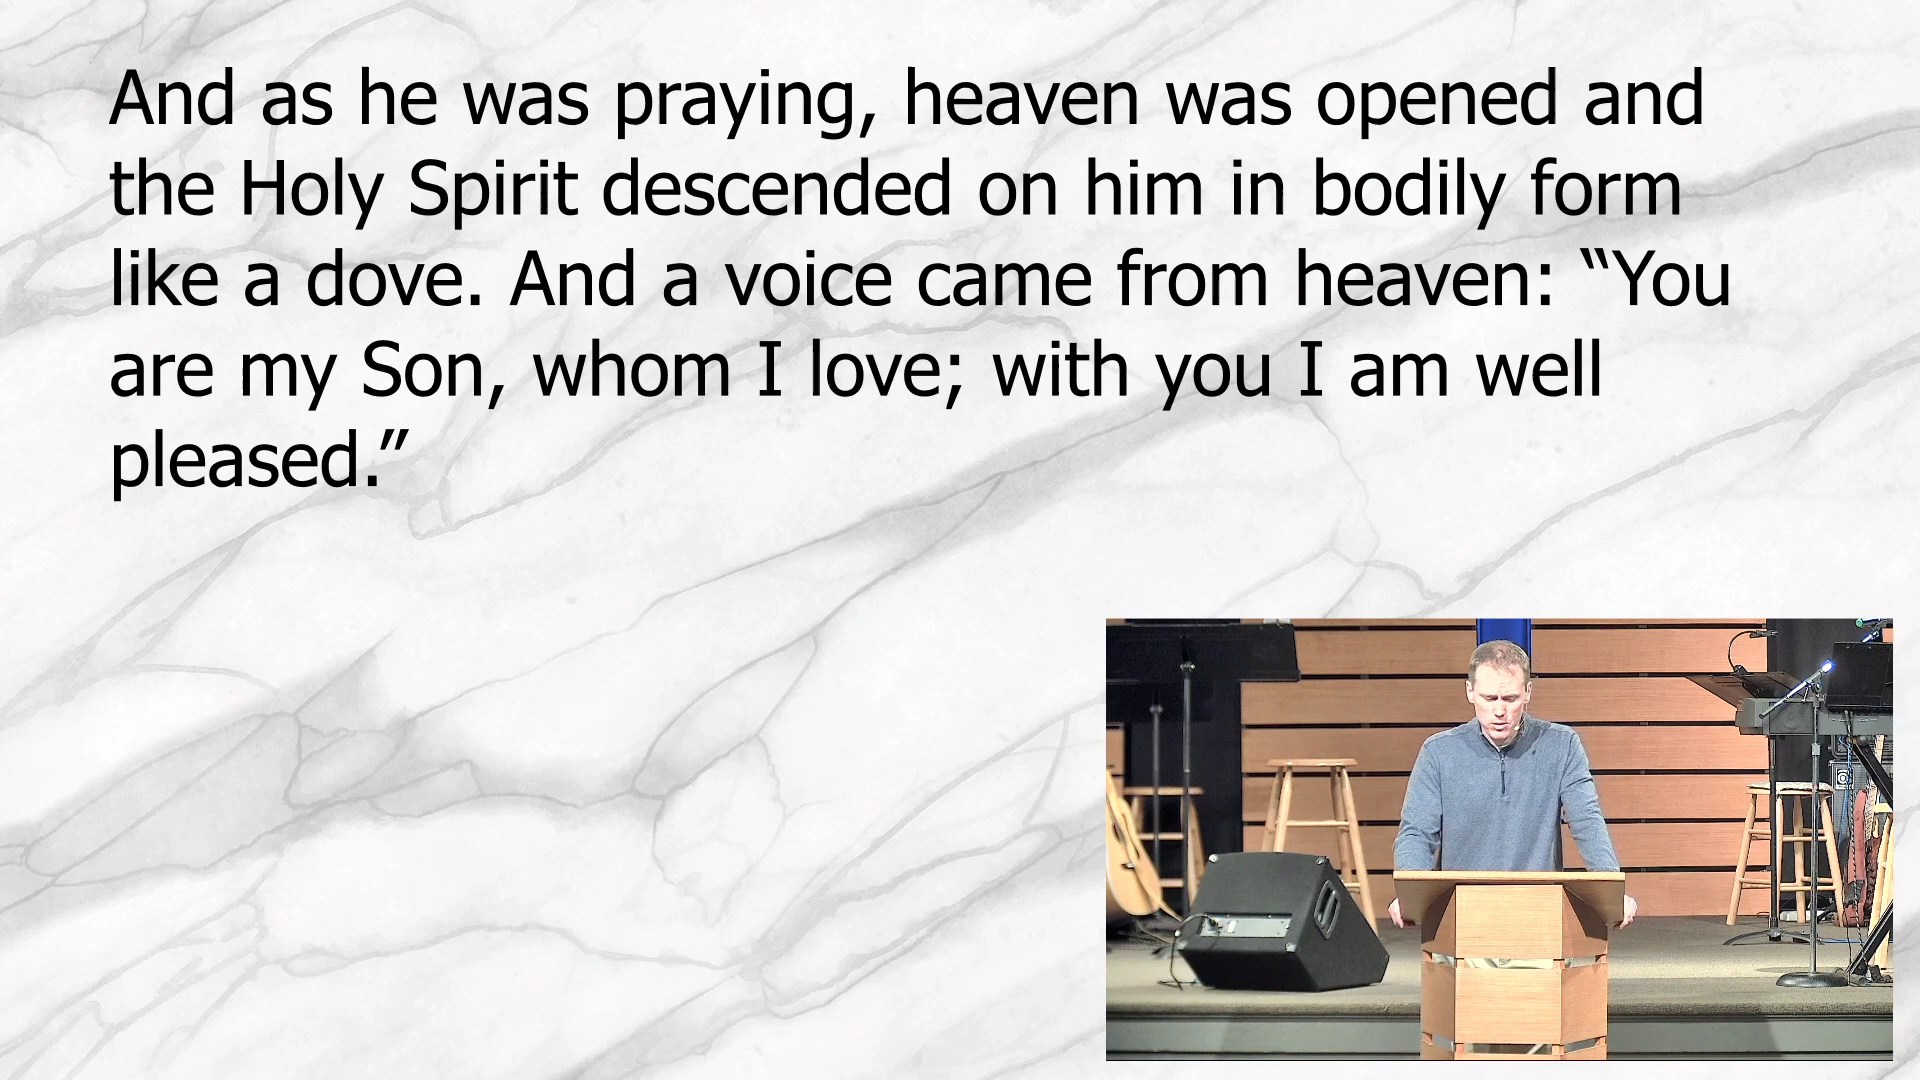 And as he was praying, heaven was opened and
the Holy Spirit descended on him in bodily form
like a dove. And a voice came from heaven: “You
are my Son, whom I love; with you I am well
pleased.”